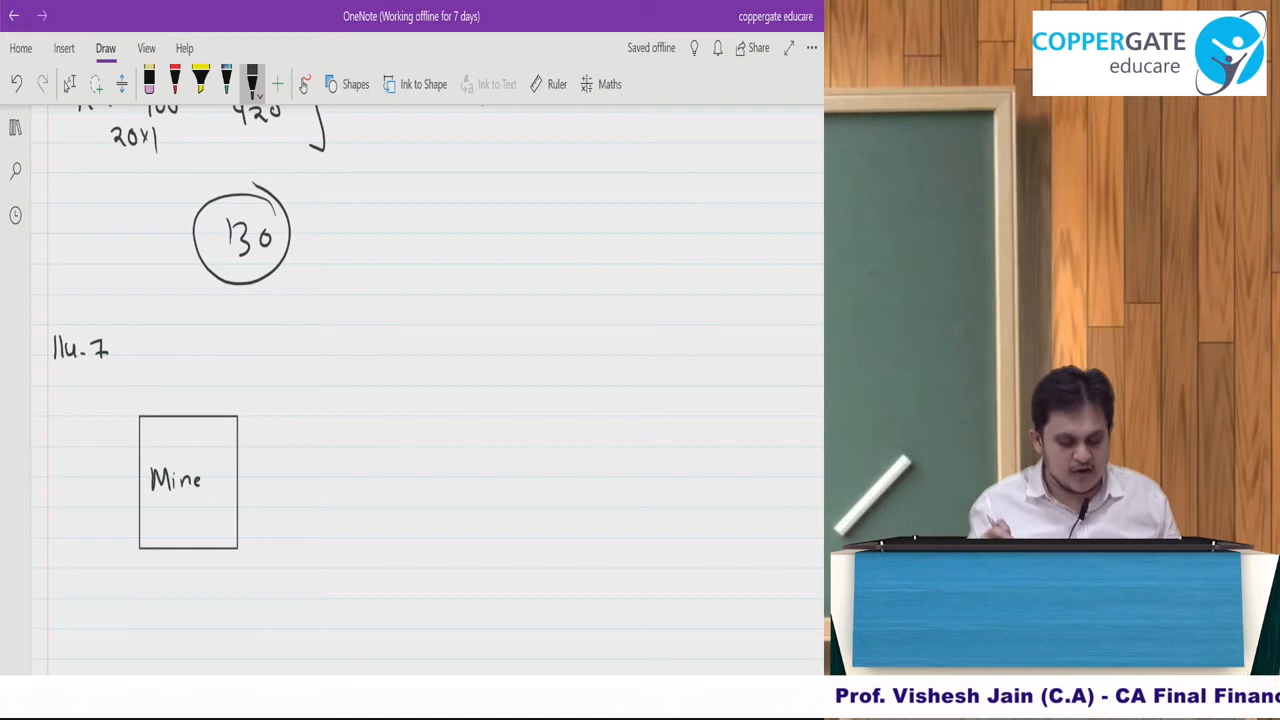 OneNote (Working offline for 7 days)
coppergate educare
Home Insert Draw View Help
Saved offline
Share
Shapes
Ink to Shape
Ink to Text
Ruler
Maths
100 420
20x1
130
Illu-7
Mine
COPPERGATE
educare
Prof. Vishesh Jain (C.A) - CA Final Financ